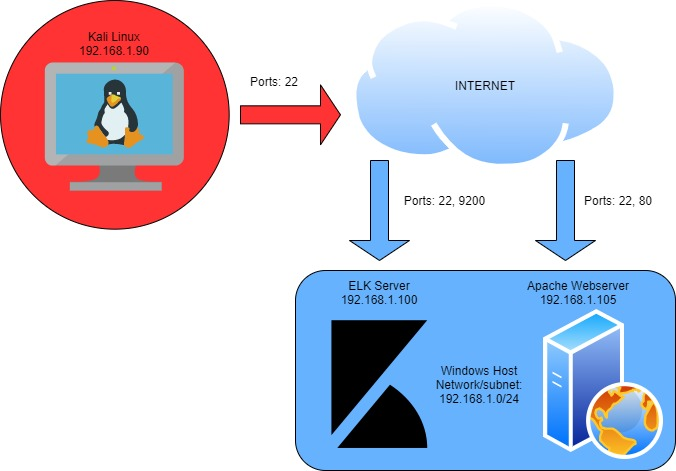 Kali Linux
192.168.1.90
Ports: 22
INTERNET
Ports: 22, 9200
Ports: 22, 80
ELK Server
192.168.1.100
Apache Webserver
192.168.1.105
Windows Host
Network/subnet:
192.168.1.0/24